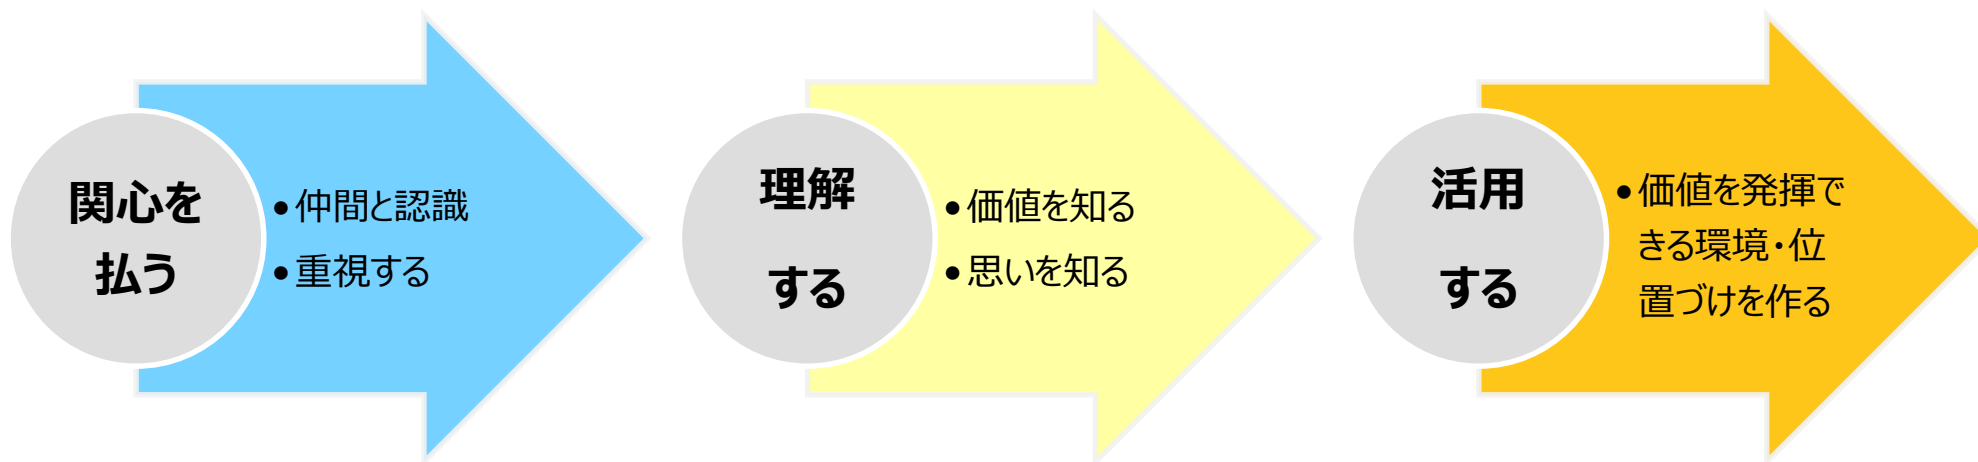 関心を
払う
•仲間と認識
•重視する
理解
する
•価値を知る
•思いを知る
活用
する
•価値を発揮で
きる環境・位
置づけを作る